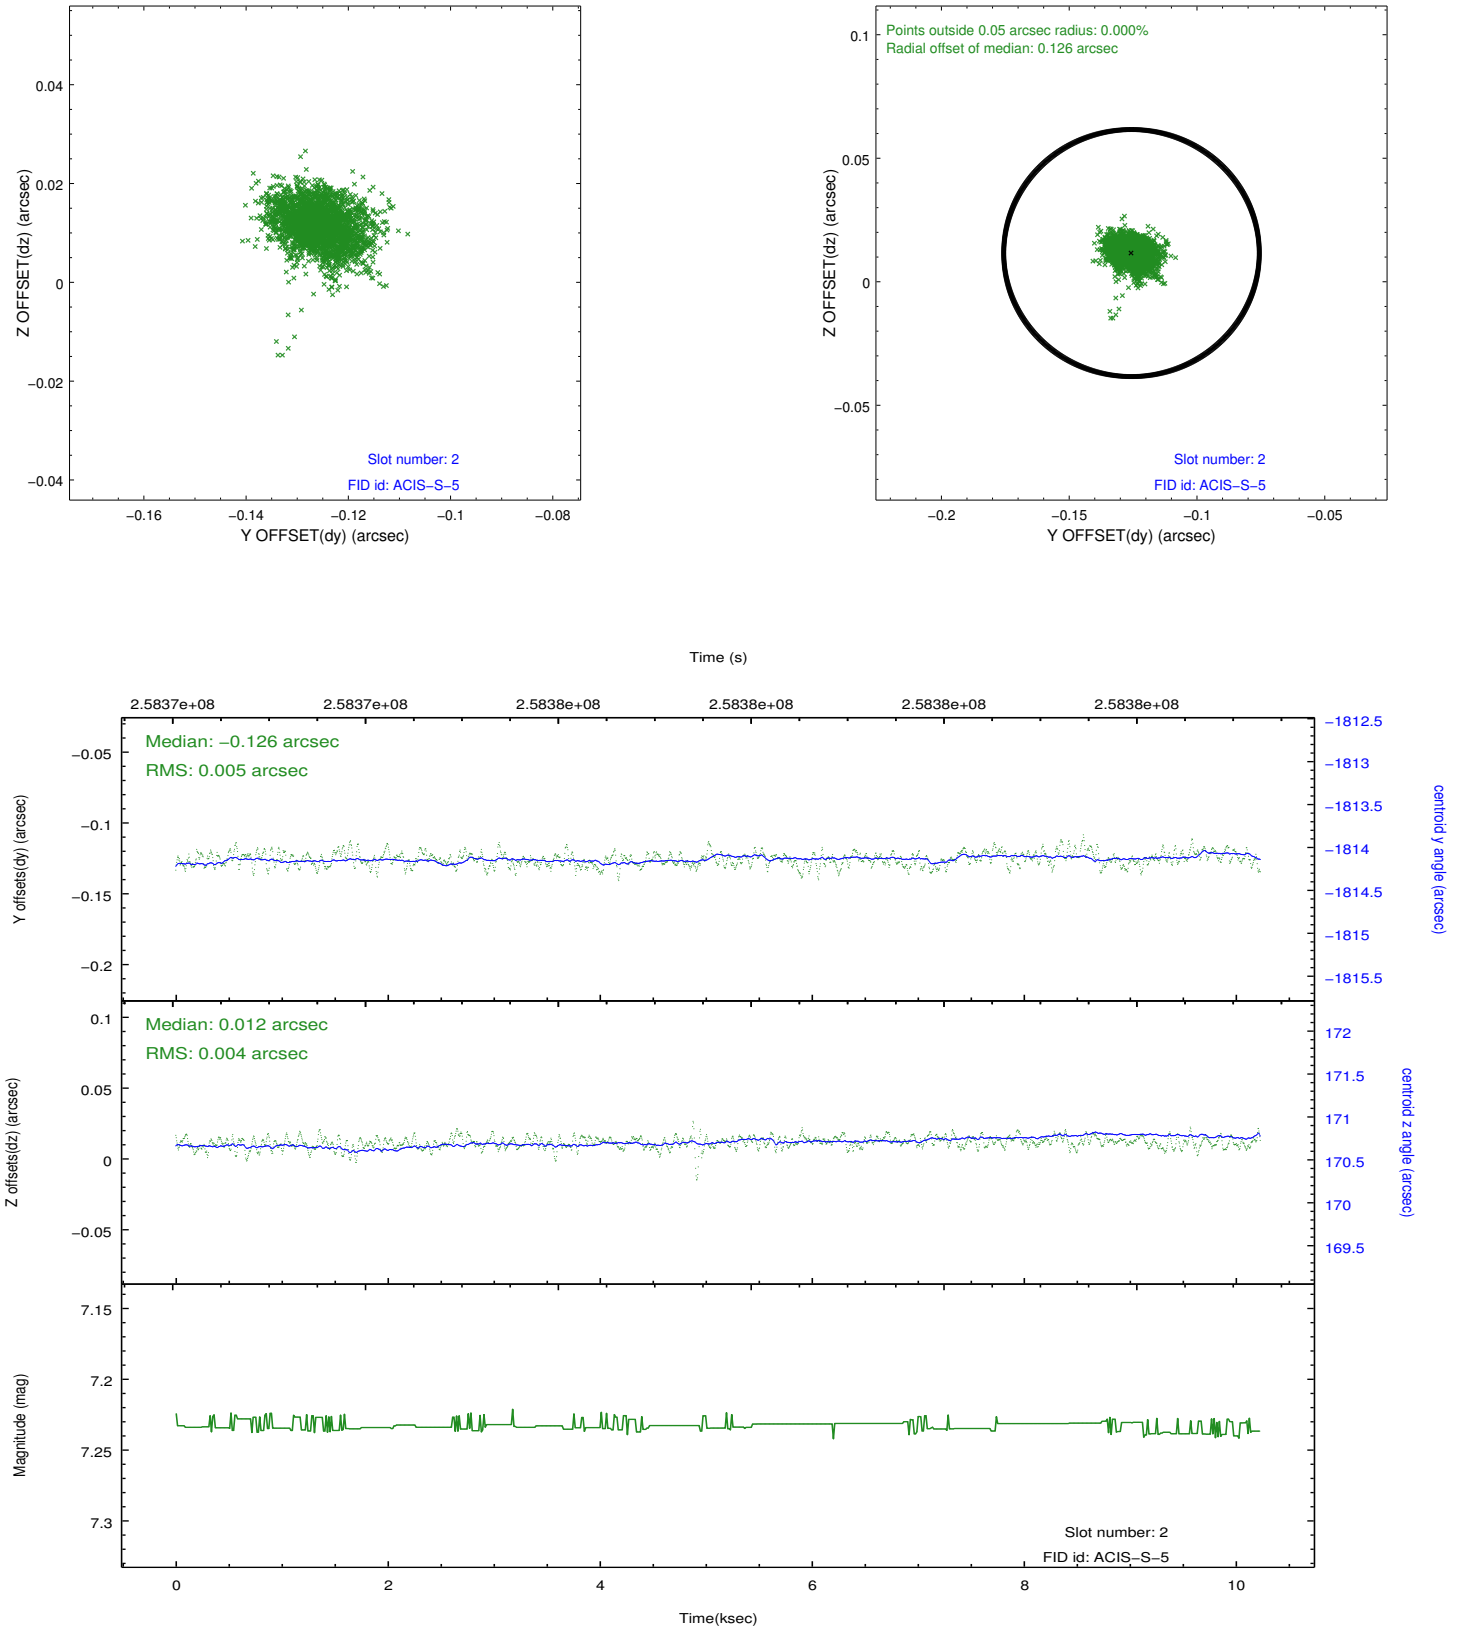 0.04
0.02
0
−0.02
−0.04
Z OFFSET(dz) (arcsec)
Slot number: 2
FID id: ACIS−S−5
−0.16
−0.14
−0.12
−0.1
−0.08
Y OFFSET(dy) (arcsec)
Points outside 0.05 arcsec radius: 0.000%
Radial offset of median: 0.126 arcsec
0.1
0.05
0
−0.05
Z OFFSET(dz) (arcsec)
Slot number: 2
FID id: ACIS−S−5
−0.2
−0.15
−0.1
−0.05
Y OFFSET(dy) (arcsec)
Time (s)
2.5837e+08
2.5837e+08
2.5838e+08
2.5838e+08
2.5838e+08
2.5838e+08
Median: −0.126 arcsec
RMS: 0.005 arcsec
−0.05
−0.1
−0.15
−0.2
Y offsets(dy) (arcsec)
−1812.5
−1813
−1813.5
−1814
−1814.5
−1815
−1815.5
centroid y angle (arcsec)
Median: 0.012 arcsec
RMS: 0.004 arcsec
0.1
0.05
0
−0.05
Z offsets(dz) (arcsec)
172
171.5
171
170.5
170
169.5
centroid z angle (arcsec)
7.15
7.2
7.25
7.3
Magnitude (mag)
Slot number: 2
FID id: ACIS−S−5
0
2
4
6
8
10
Time(ksec)